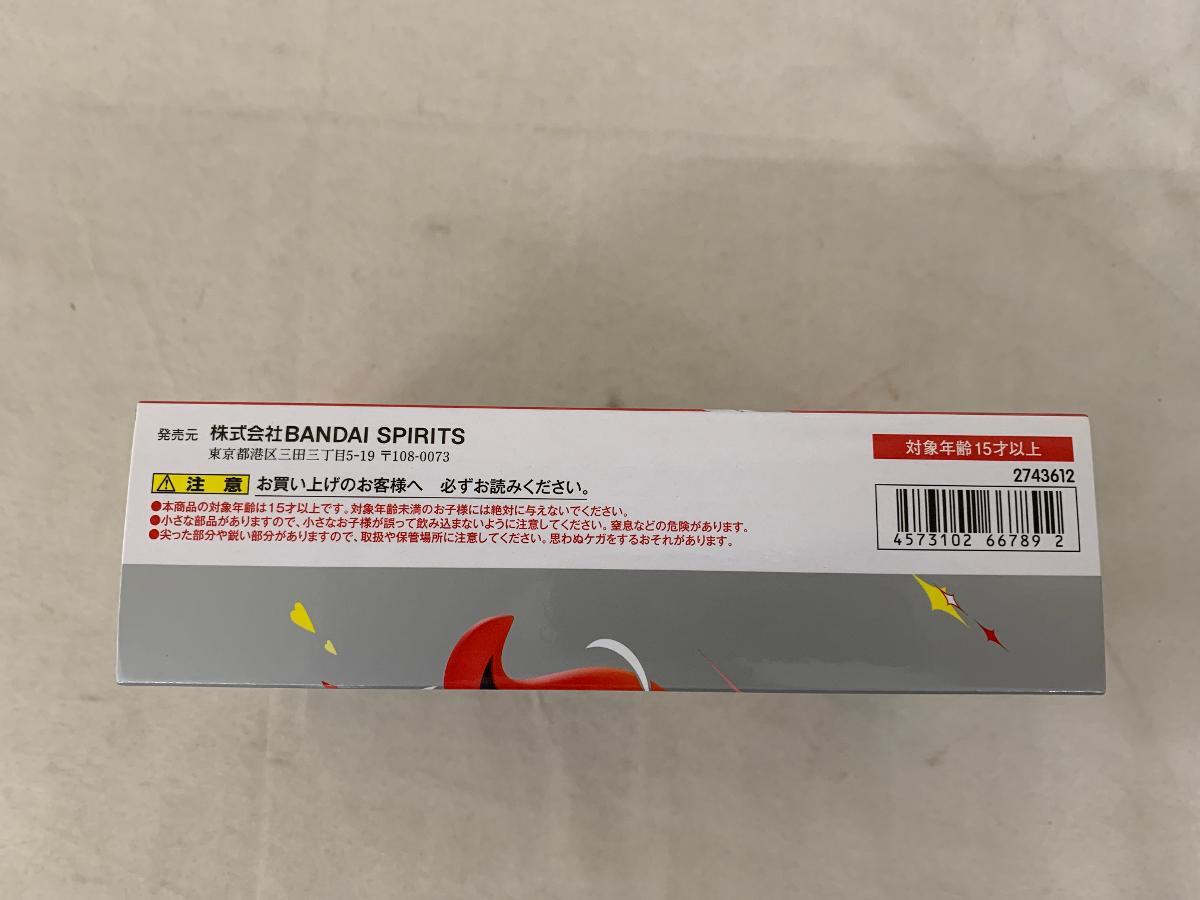 発売元 株式会社BANDAI SPIRITS
東京都港区三田三丁目5-19 〒108-0073
注意 お買い上げのお客様へ 必ずお読みください。
●本商品の対象年齢は15才以上です。対象年齢未満のお子様には絶対に与えないでください。
●小さな部品がありますので、小さなお子様が誤って飲み込まないように注意してください。窒息などの危険があります。
●尖った部分や鋭い部分がありますので、取扱や保管場所に注意してください。思わぬケガをするおそれがあります。
対象年齢15才以上
2743612
4573102 66789 2